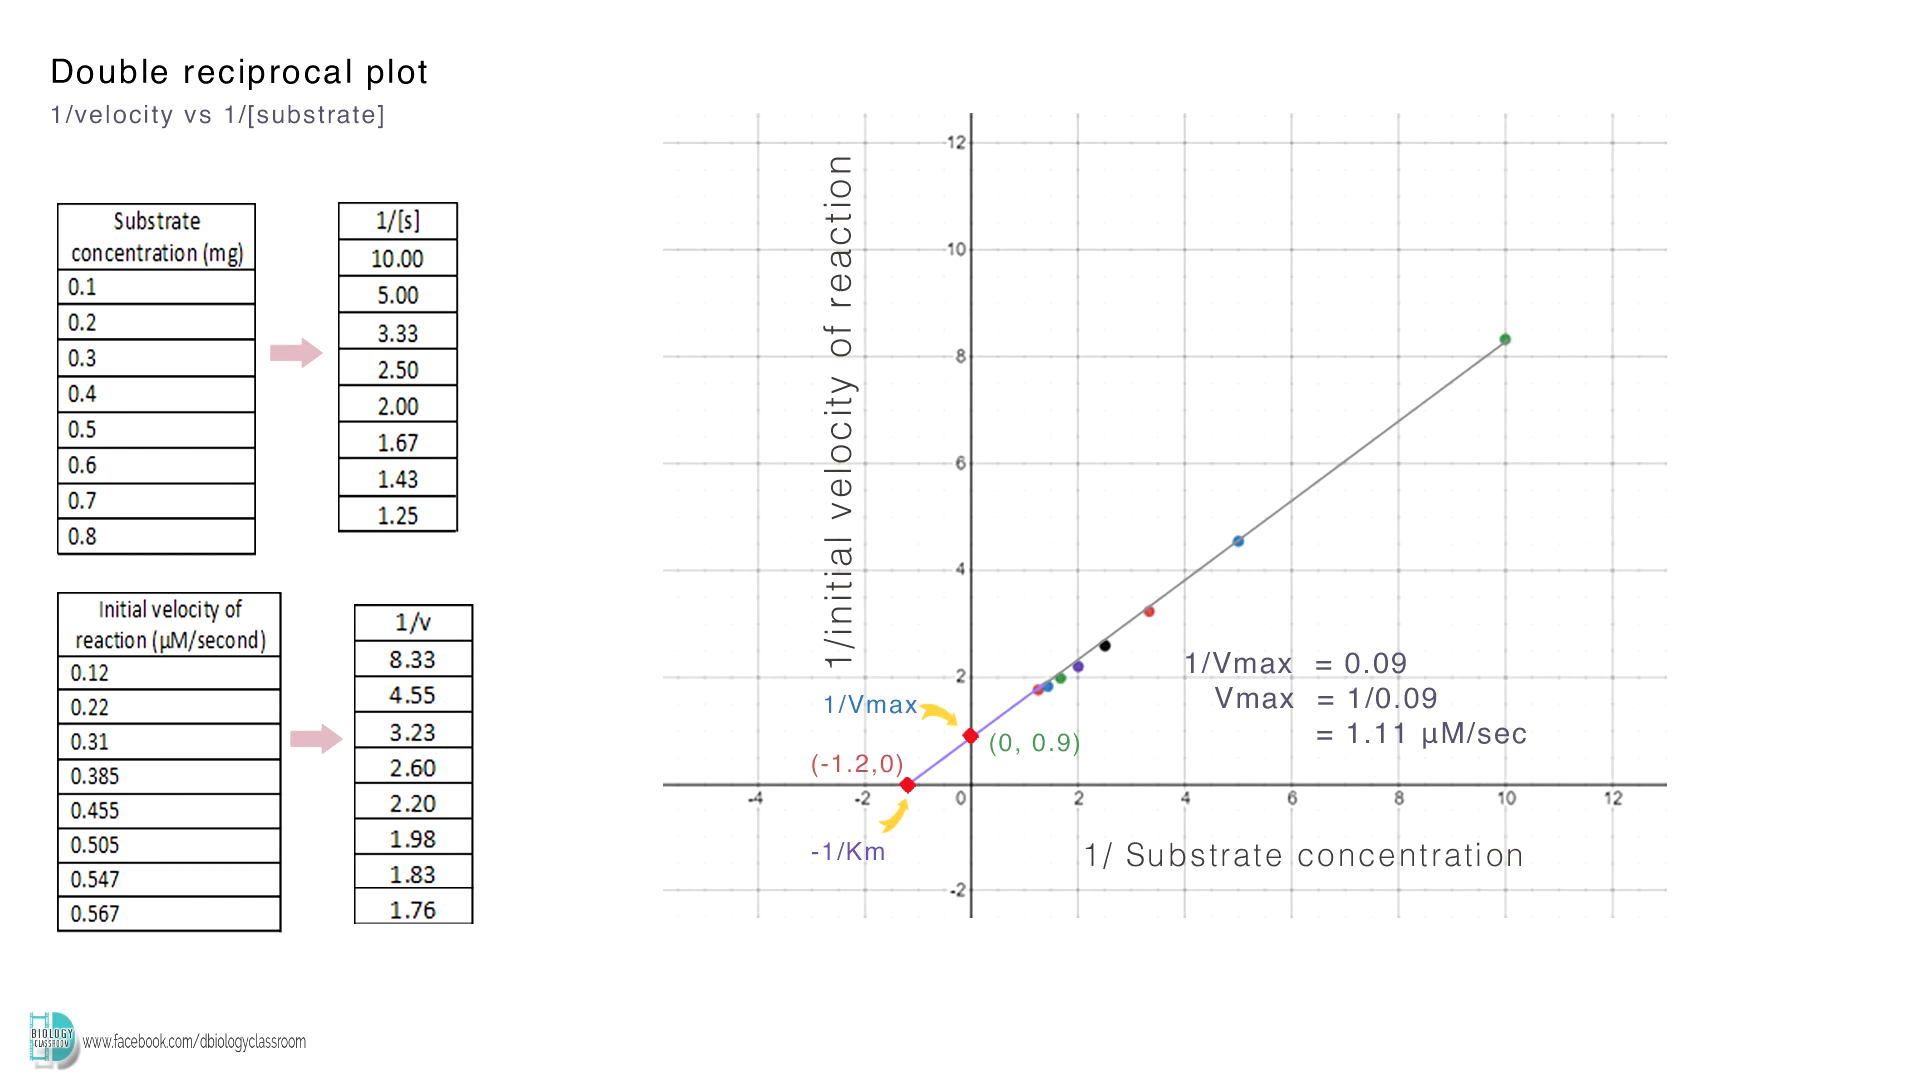 Double reciprocal plot
1/velocity vs 1/[substrate]
Substrate
concentration (mg)
0.1
0.2
0.3
0.4
0.5
0.6
0.7
0.8
1/[s]
10.00
5.00
3.33
2.50
2.00
1.67
1.43
1.25
Initial velocity of
reaction (µM/second)
0.12
0.22
0.31
0.385
0.455
0.505
0.547
0.567
1/v
8.33
4.55
3.23
2.60
2.20
1.98
1.83
1.76
1/initial velocity of reaction
12
10
8
6
4
2
-2
1/Vmax
(0, 0.9)
(-1.2,0)
-1/Km
1/Vmax = 0.09
Vmax = 1/0.09
= 1.11 µM/sec
-4 -2 0 2 4 6 8 10 12
1/ Substrate concentration
BIOLOGY
CLASSROOM
www.facebook.com/dbiologyclassroom